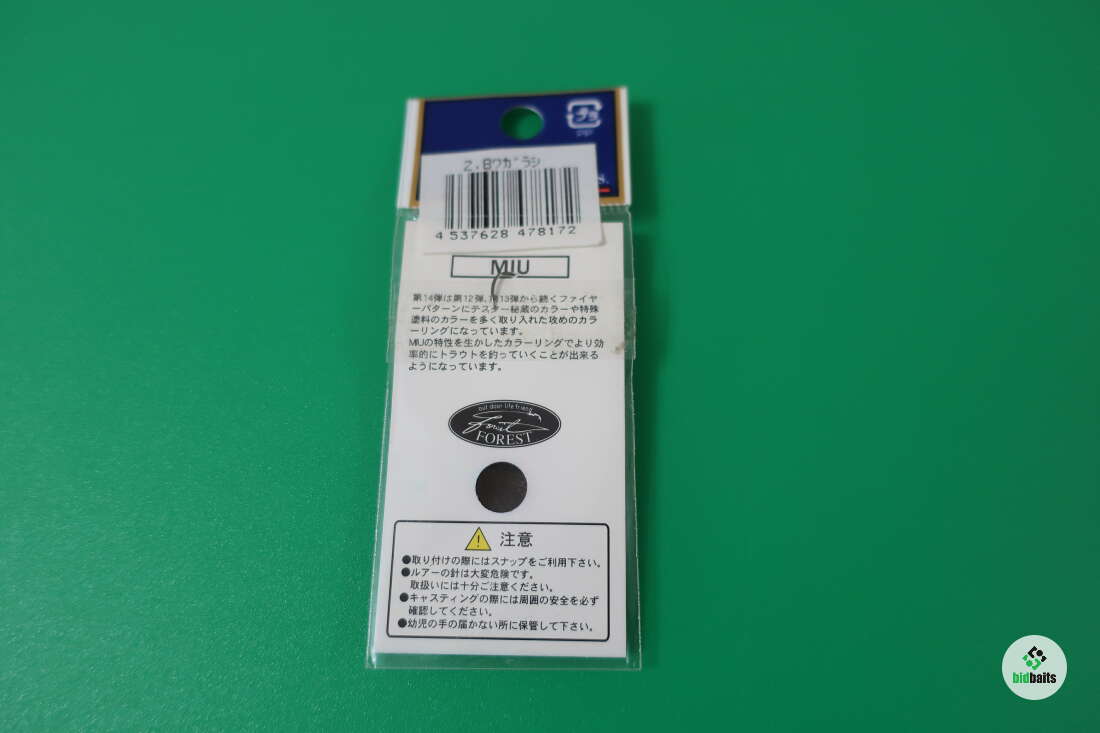 プラ
PP
2.8ワガラシ
S.
4 537628 478172
MIU
第14弾は第12弾、第13弾から続くファイヤ
ーパターンにテスター秘蔵のカラーや特殊
塗料のカラーを多く取り入れた攻めのカラ
ーリングになっています。
MIUの特性を生かしたカラーリングでより効
率的にトラウトを釣っていくことが出来る
ようになっています。
out door life friend
Forest
FOREST
注意
●取り付けの際にはスナップをご利用下さい。
●ルアーの針は大変危険です。
取扱いには十分ご注意ください。
●キャスティングの際には周囲の安全を必ず
確認してください。
●幼児の手の届かない所に保管して下さい。
bidbaits